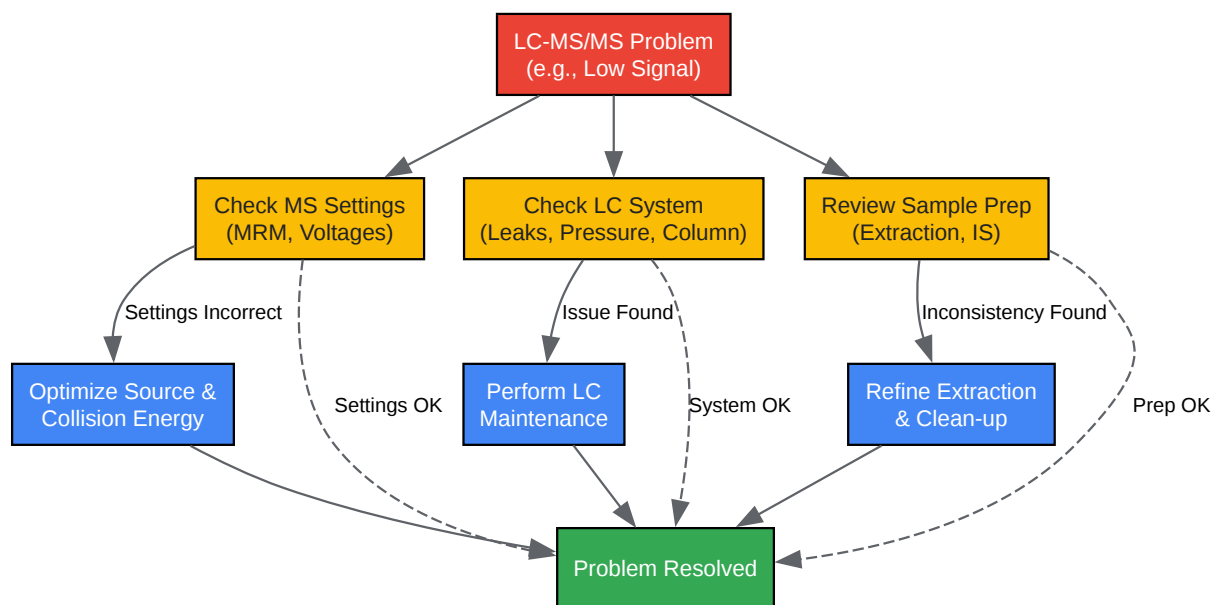 LC-MS/MS Problem
(e.g., Low Signal)
Check MS Settings
(MRM, Voltages)
Check LC System
(Leaks, Pressure, Column)
Review Sample Prep
(Extraction, IS)
Settings Incorrect
Issue Found
Inconsistency Found
Optimize Source &
Collision Energy
Settings OK
Perform LC
Maintenance
System OK
Refine Extraction
& Clean-up
Prep OK
Problem Resolved